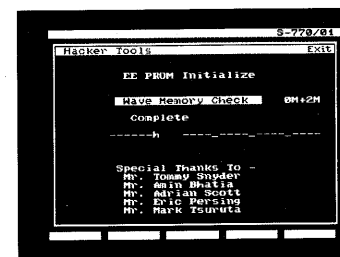 S-770/01
Hacker Tools Exit
EE PROM Initialize
Wave Memory Check 0M+2M
Complete
------h ----_----_----_----
Special Thanks To -
Mr. Tommy Snyder
Mr. Amin Bhatia
Mr. Adrian Scott
Mr. Eric Persing
Mr. Mark Tsuruta